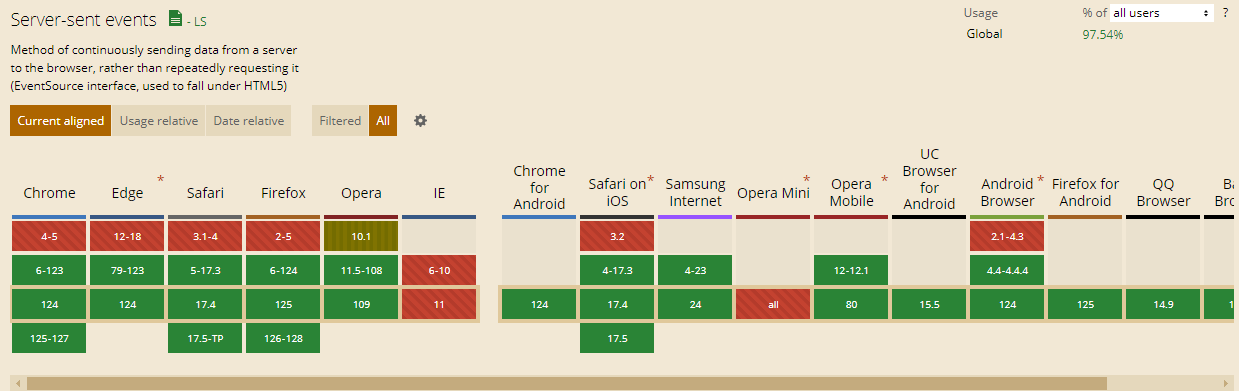 Server-sent events - LS
Usage % of all users ?
Global 97.54%
Method of continuously sending data from a server
to the browser, rather than repeatedly requesting it
(EventSource interface, used to fall under HTML5)
Current aligned Usage relative Date relative Filtered All
Chrome Edge * Safari Firefox Opera IE
Chrome for Android
Safari on iOS *
Samsung Internet
Opera Mini *
Opera Mobile *
UC Browser for Android
Android Browser *
Firefox for Android
QQ Browser
Ba
Bro
4-5 12-18 3.1-4 2-5 10.1 3.2 2.1-4.3
6-123 79-123 5-17.3 6-124 11.5-108 6-10 4-17.3 4-23 12-12.1 4.4-4.4.4
124 124 17.4 125 109 11 124 17.4 24 all 80 15.5 124 125 14.9 1
125-127 17.5-TP 126-128 17.5